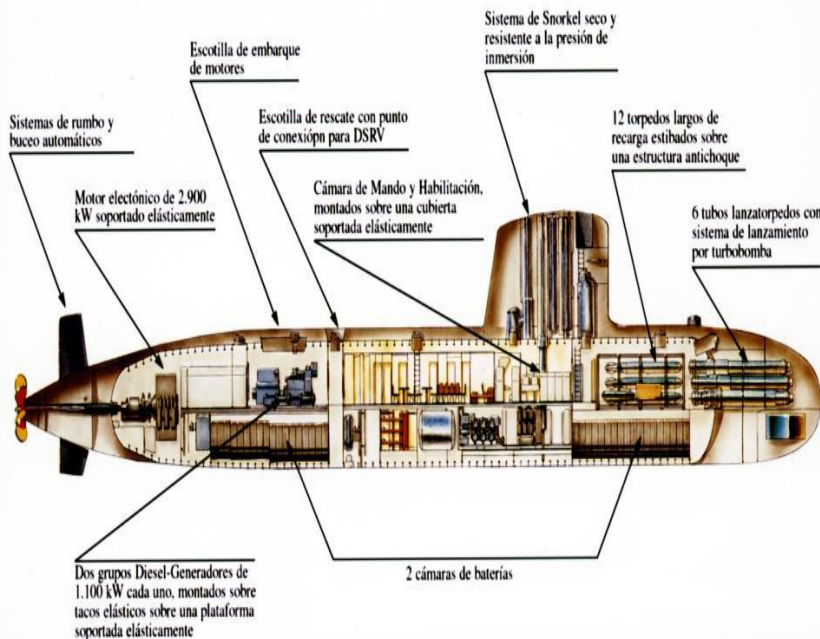 Sistema de Snorkel seco y
resistente a la presión de
inmersión
Escotilla de embarque
de motores
Escotilla de rescate con punto
de conexiópn para DSRV
12 torpedos largos de
recarga estibados sobre
una estructura antichoque
Sistemas de rumbo y
buceo automáticos
Motor electónico de 2.900
kW soportado elásticamente
Cámara de Mando y Habilitación,
montados sobre una cubierta
soportada elásticamente
6 tubos lanzatorpedos con
sistema de lanzamiento
por turbobomba
Dos grupos Diesel-Generadores de
1.100 kW cada uno, montados sobre
tacos elásticos sobre una plataforma
soportada elásticamente
2 cámaras de baterías